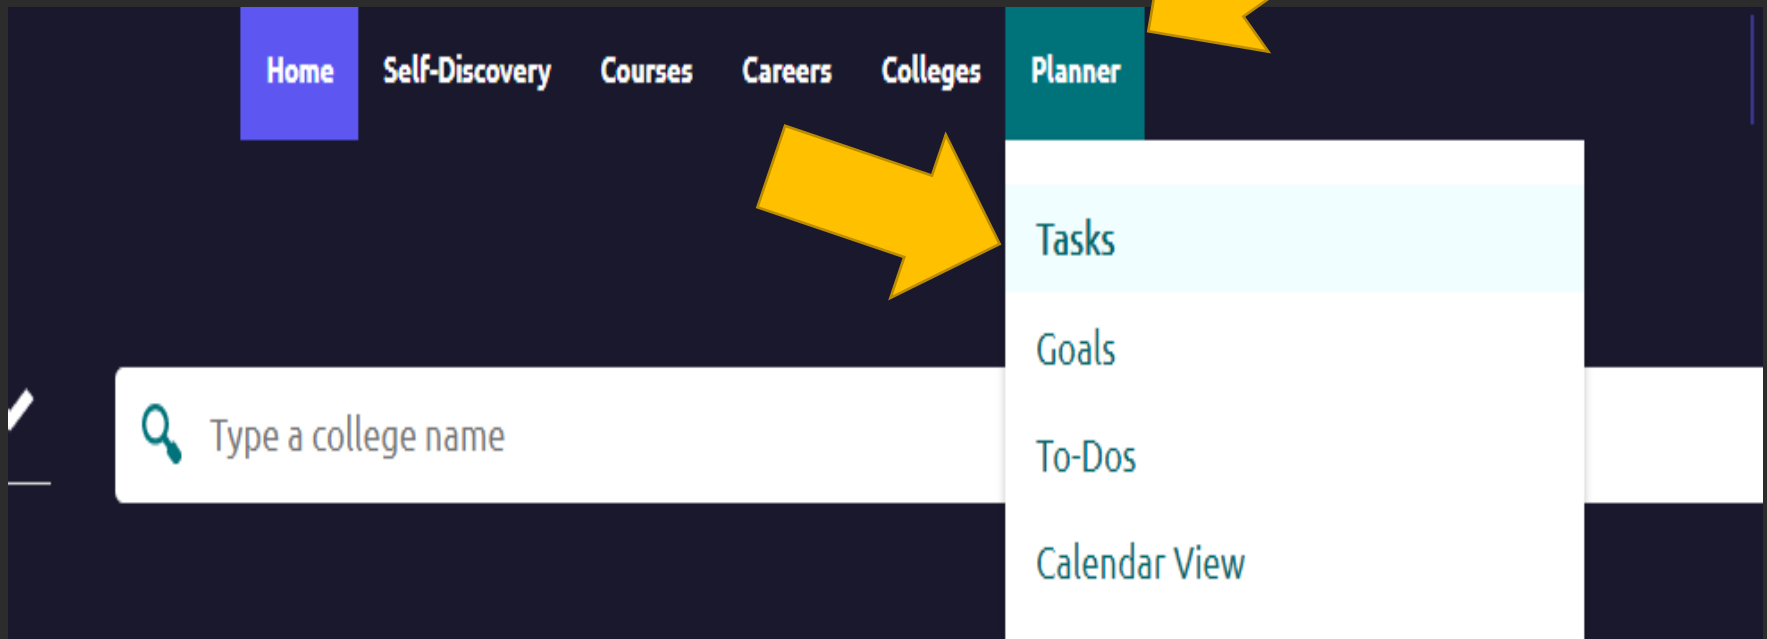 Home Self-Discovery Courses Careers Colleges Planner
Tasks
Goals
Type a college name
To-Dos
Calendar View